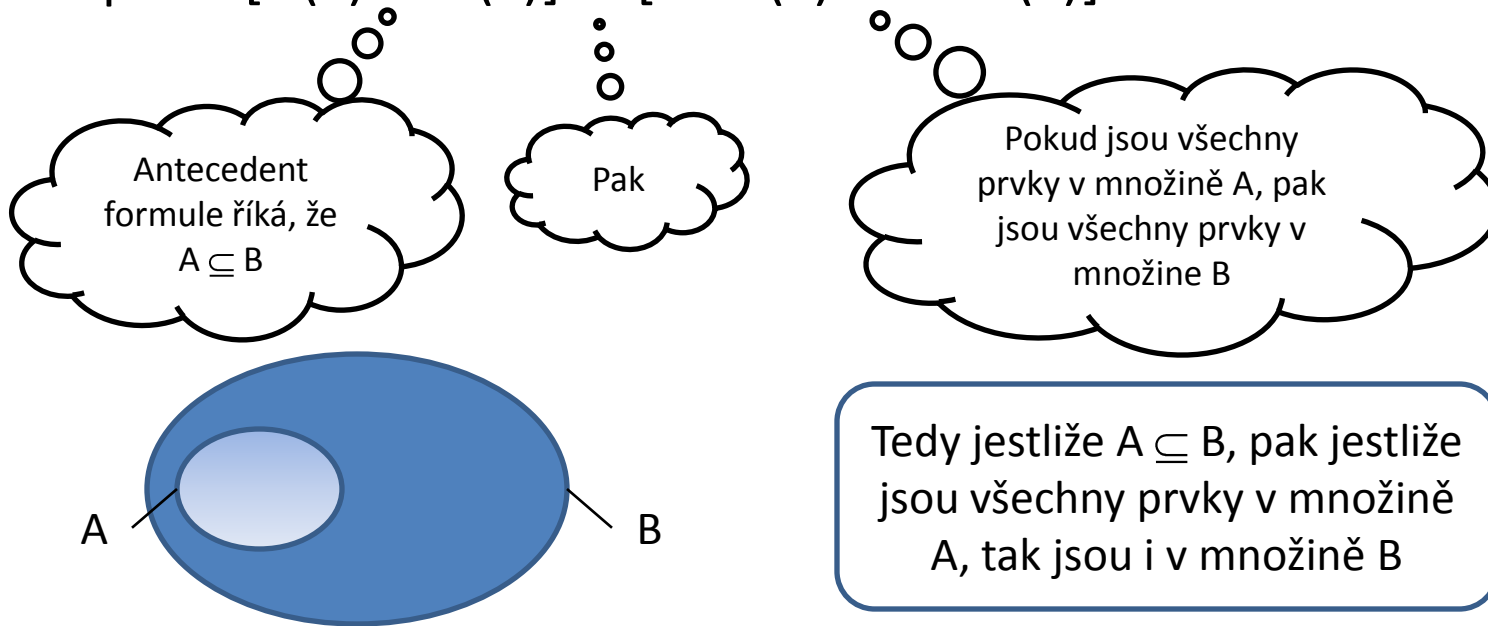 Antecedent
formule říká, že
A ⊆ B
Pak
Pokud jsou všechny
prvky v množině A, pak
jsou všechny prvky v
množine B
A
B
Tedy jestliže A ⊆ B, pak jestliže
jsou všechny prvky v množině
A, tak jsou i v množině B